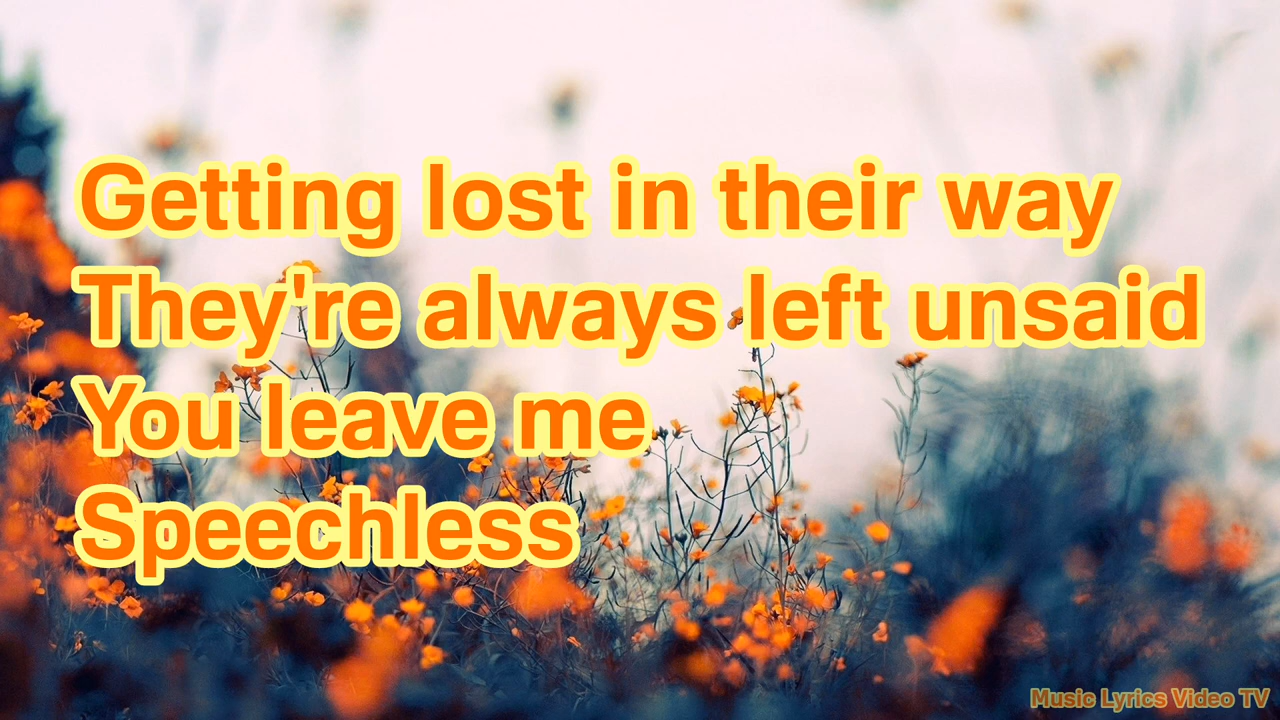 Getting lost in their way
They're always left unsaid
You leave me
Speechless
Music Lyrics Video TV